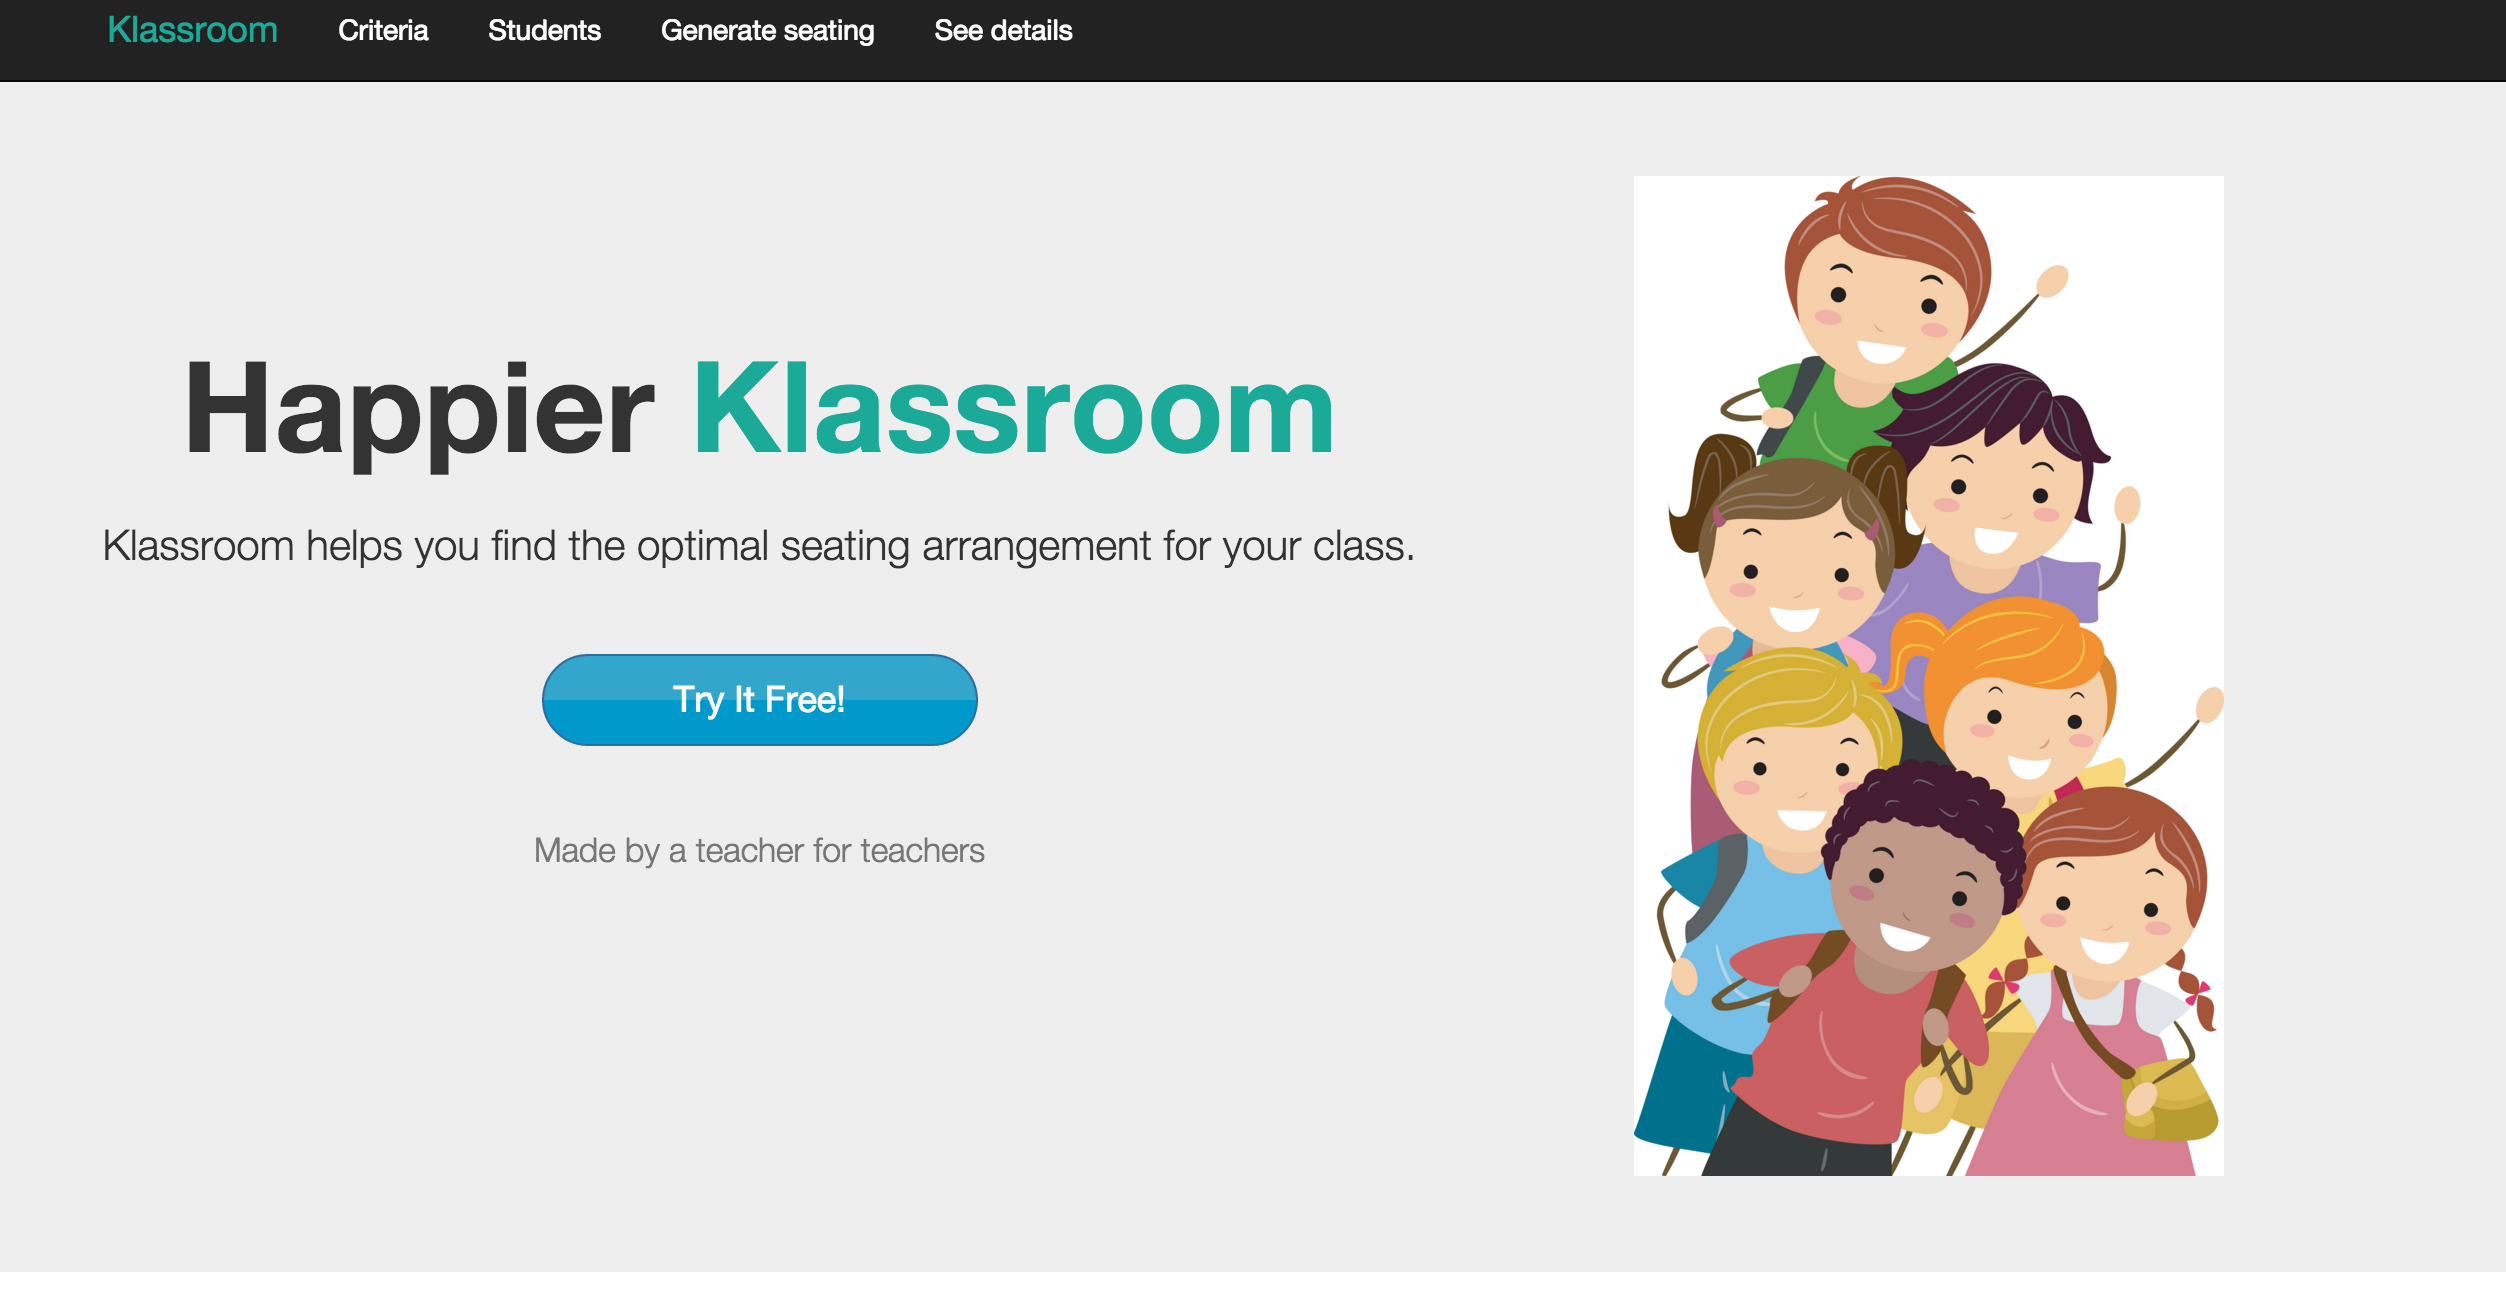 Klassroom Criteria Students Generate seating See details
Happier Klassroom
Klassroom helps you find the optimal seating arrangement for your class.
Try It Free!
Made by a teacher for teachers